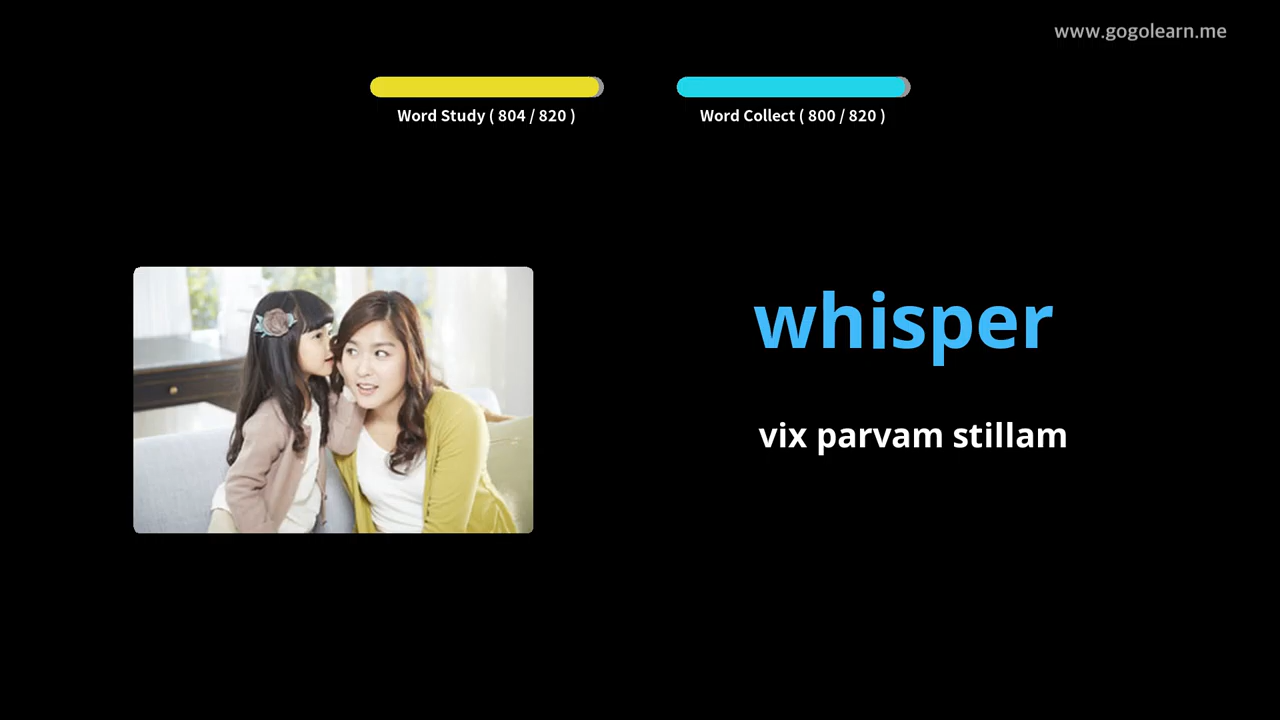 www.gogolearn.me
Word Study ( 804 / 820 )
Word Collect ( 800 / 820 )
whisper
vix parvam stillam